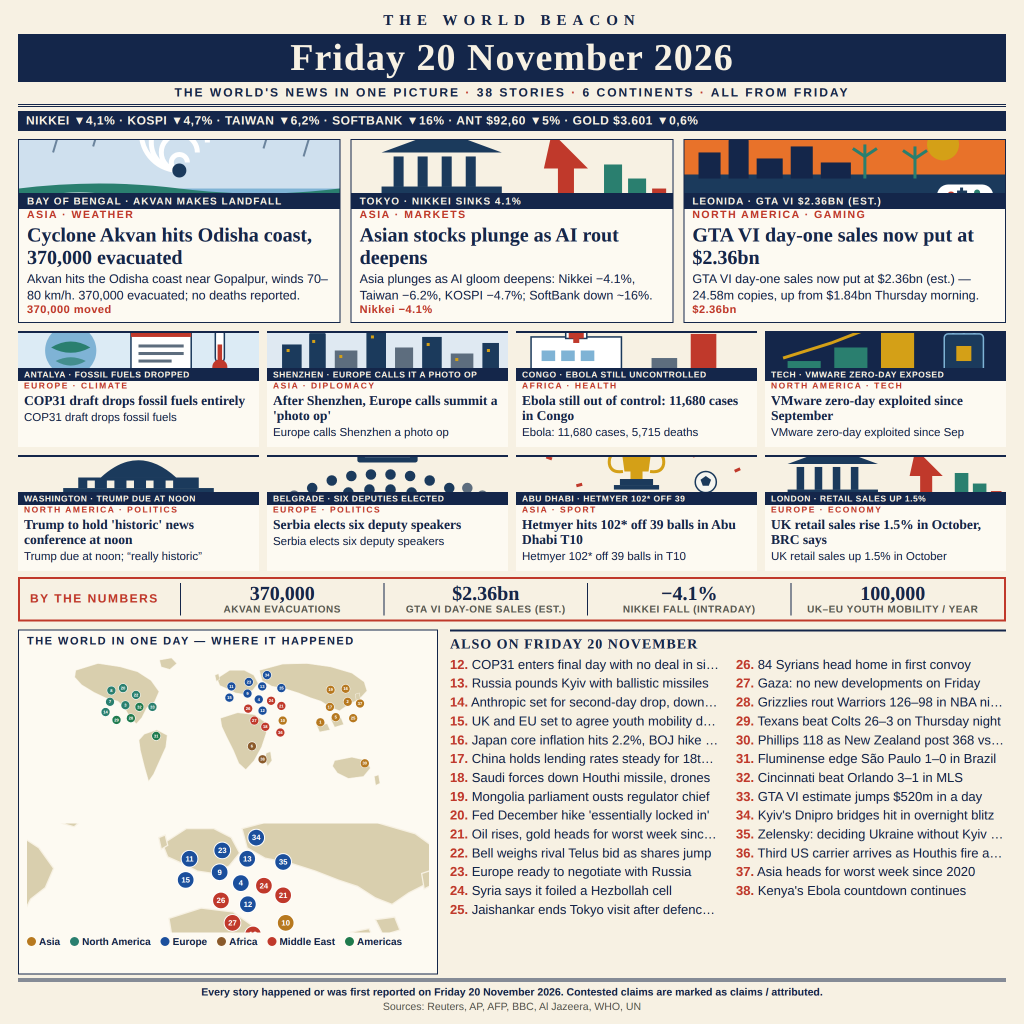 THE WORLD BEACON
Friday 20 November 2026
THE WORLD'S NEWS IN ONE PICTURE · 38 STORIES · 6 CONTINENTS · ALL FROM FRIDAY
NIKKEI ▼4,1% · KOSPI ▼4,7% · TAIWAN ▼6,2% · SOFTBANK ▼16% · ANT $92,60 ▼5% · GOLD $3.601 ▼0,6%
BAY OF BENGAL · AKVAN MAKES LANDFALL
ASIA · WEATHER
Cyclone Akvan hits Odisha coast,
370,000 evacuated
Akvan hits the Odisha coast near Gopalpur, winds 70–
80 km/h. 370,000 evacuated; no deaths reported.
370,000 moved
TOKYO · NIKKEI SINKS 4.1%
ASIA · MARKETS
Asian stocks plunge as AI rout
deepens
Asia plunges as AI gloom deepens: Nikkei −4.1%,
Taiwan −6.2%, KOSPI −4.7%; SoftBank down ~16%.
Nikkei −4.1%
LEONIDA · GTA VI $2.36BN (EST.)
NORTH AMERICA · GAMING
GTA VI day-one sales now put at
$2.36bn
GTA VI day-one sales now put at $2.36bn (est.) —
24.58m copies, up from $1.84bn Thursday morning.
$2.36bn
ANTALYA · FOSSIL FUELS DROPPED
EUROPE · CLIMATE
COP31 draft drops fossil fuels entirely
COP31 draft drops fossil fuels
SHENZHEN · EUROPE CALLS IT A PHOTO OP
ASIA · DIPLOMACY
After Shenzhen, Europe calls summit a
'photo op'
Europe calls Shenzhen a photo op
CONGO · EBOLA STILL UNCONTROLLED
AFRICA · HEALTH
Ebola still out of control: 11,680 cases
in Congo
Ebola: 11,680 cases, 5,715 deaths
TECH · VMWARE ZERO-DAY EXPOSED
NORTH AMERICA · TECH
VMware zero-day exploited since
September
VMware zero-day exploited since Sep
WASHINGTON · TRUMP DUE AT NOON
NORTH AMERICA · POLITICS
Trump to hold 'historic' news
conference at noon
Trump due at noon; “really historic”
BELGRADE · SIX DEPUTIES ELECTED
EUROPE · POLITICS
Serbia elects six deputy speakers
Serbia elects six deputy speakers
ABU DHABI · HETMYER 102* OFF 39
ASIA · SPORT
Hetmyer hits 102* off 39 balls in Abu
Dhabi T10
Hetmyer 102* off 39 balls in T10
LONDON · RETAIL SALES UP 1.5%
EUROPE · ECONOMY
UK retail sales rise 1.5% in October,
BRC says
UK retail sales up 1.5% in October
BY THE NUMBERS
370,000
AKVAN EVACUATIONS
$2.36bn
GTA VI DAY-ONE SALES (EST.)
−4.1%
NIKKEI FALL (INTRADAY)
100,000
UK–EU YOUTH MOBILITY / YEAR
THE WORLD IN ONE DAY — WHERE IT HAPPENED
34
23
11
13
35
9
15
4
24
21
26
12
27
10
Asia
North America
Europe
Africa
Middle East
Americas
ALSO ON FRIDAY 20 NOVEMBER
12. COP31 enters final day with no deal in si…
13. Russia pounds Kyiv with ballistic missiles
14. Anthropic set for second-day drop, down…
15. UK and EU set to agree youth mobility d…
16. Japan core inflation hits 2.2%, BOJ hike …
17. China holds lending rates steady for 18t…
18. Saudi forces down Houthi missile, drones
19. Mongolia parliament ousts regulator chief
20. Fed December hike 'essentially locked in'
21. Oil rises, gold heads for worst week sinc…
22. Bell weighs rival Telus bid as shares jump
23. Europe ready to negotiate with Russia
24. Syria says it foiled a Hezbollah cell
25. Jaishankar ends Tokyo visit after defenc…
26. 84 Syrians head home in first convoy
27. Gaza: no new developments on Friday
28. Grizzlies rout Warriors 126–98 in NBA ni…
29. Texans beat Colts 26–3 on Thursday night
30. Phillips 118 as New Zealand post 368 vs…
31. Fluminense edge São Paulo 1–0 in Brazil
32. Cincinnati beat Orlando 3–1 in MLS
33. GTA VI estimate jumps $520m in a day
34. Kyiv's Dnipro bridges hit in overnight blitz
35. Zelensky: deciding Ukraine without Kyiv …
36. Third US carrier arrives as Houthis fire a…
37. Asia heads for worst week since 2020
38. Kenya's Ebola countdown continues
Every story happened or was first reported on Friday 20 November 2026. Contested claims are marked as claims / attributed.
Sources: Reuters, AP, AFP, BBC, Al Jazeera, WHO, UN